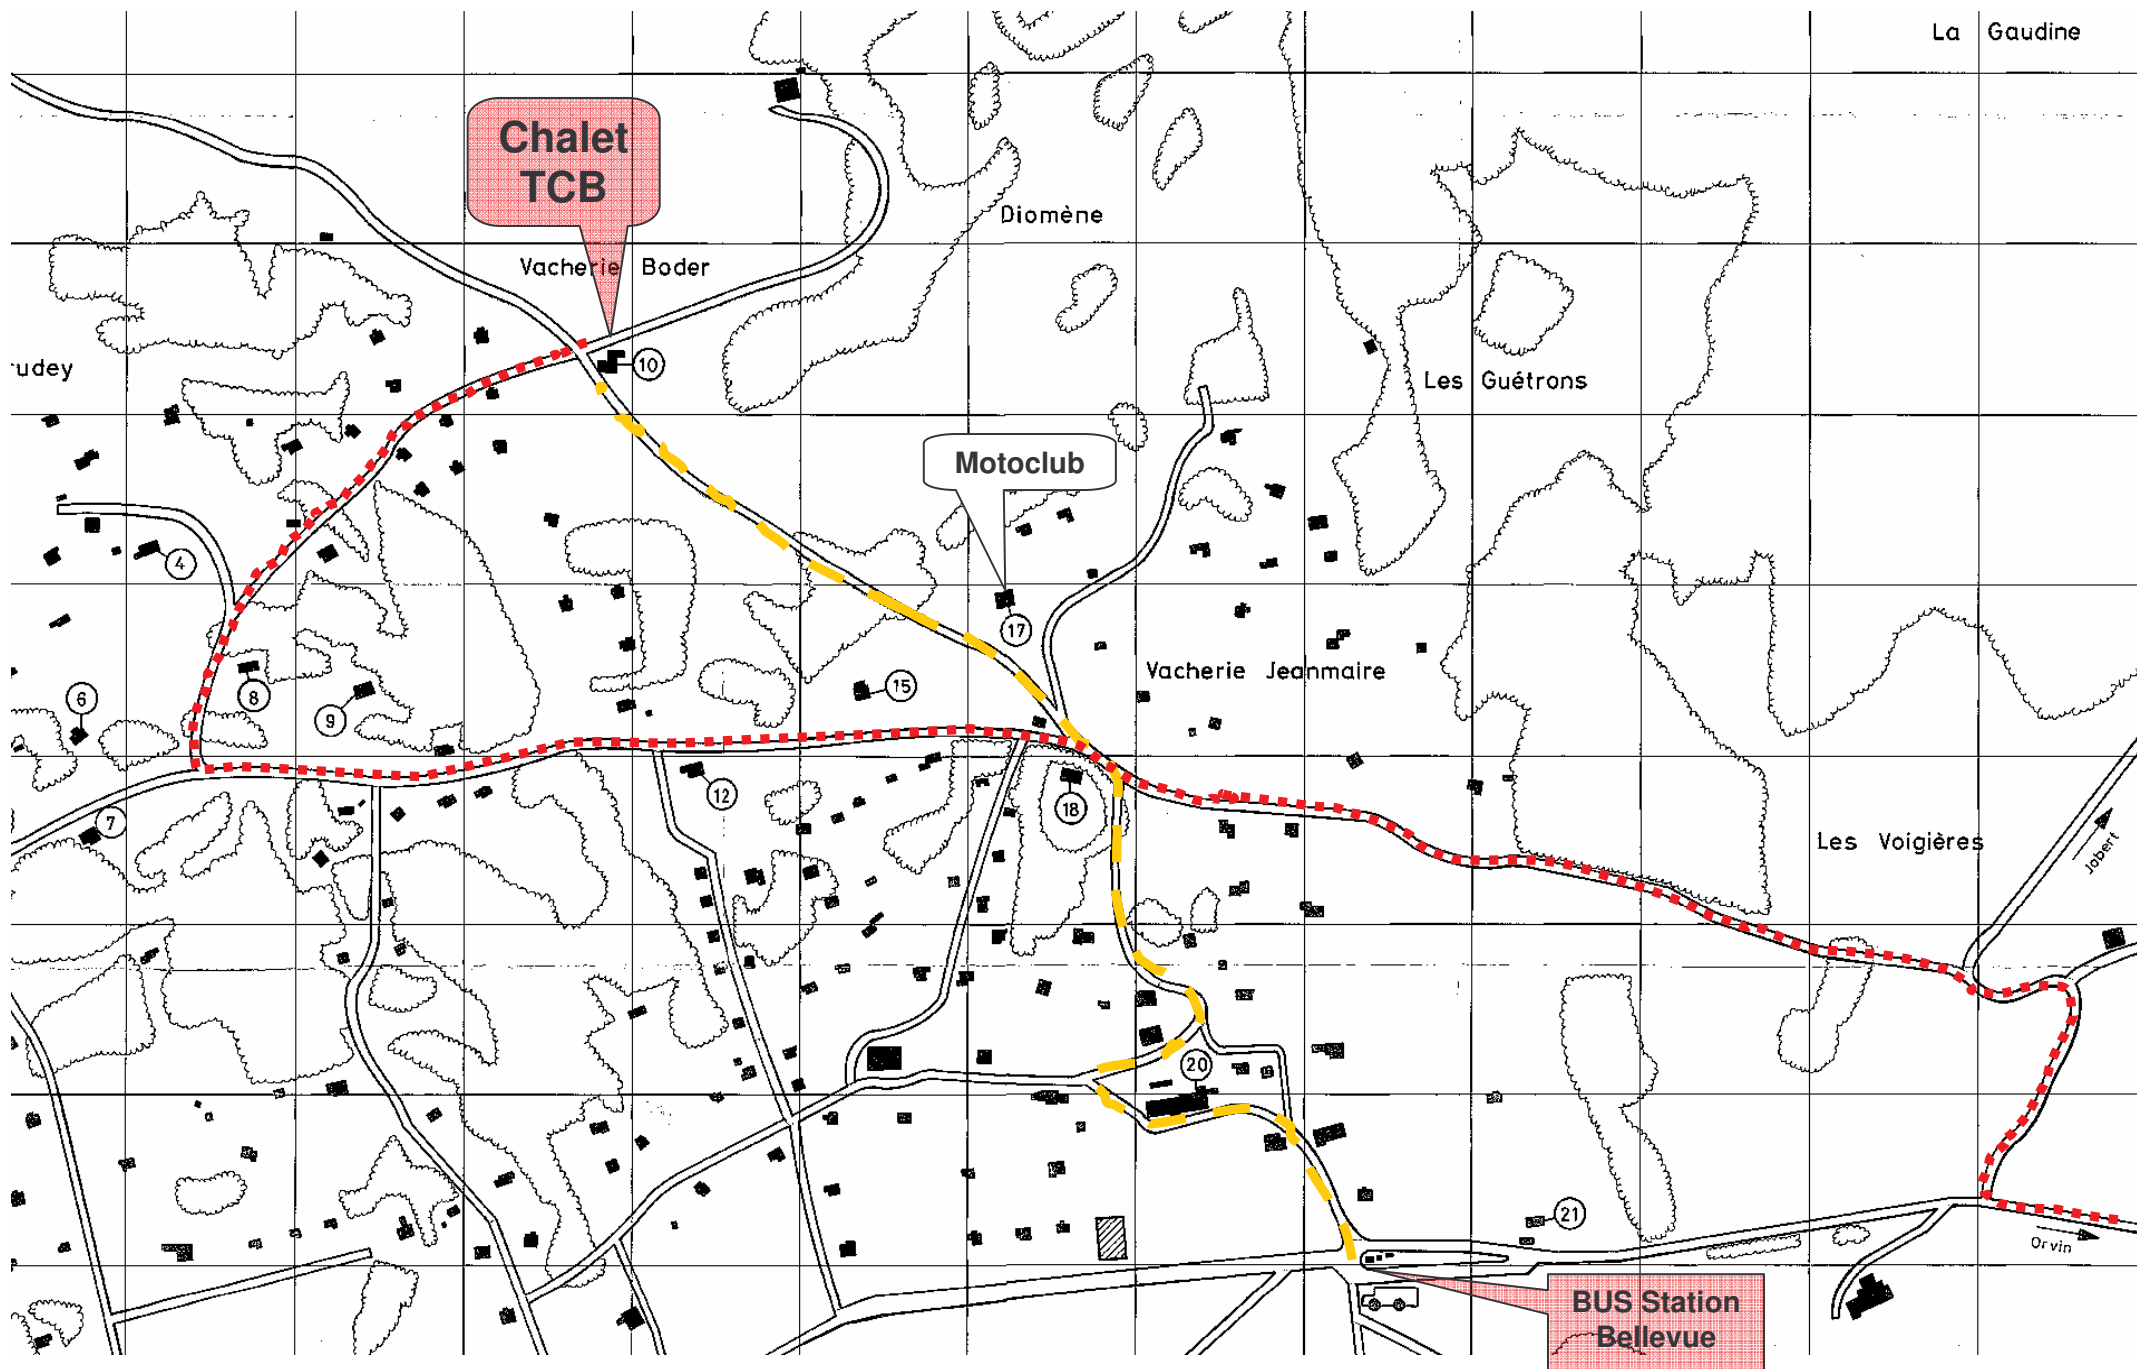 La Gaudine
Chalet
TCB
Diomène
Vacherie Boder
10
Les Guétrons
udey
Motoclub
4
17
Vacherie Jeanmaire
6
8
9
15
12
18
7
Les Voigières
Jobert
20
21
Orvin
BUS Station
Bellevue